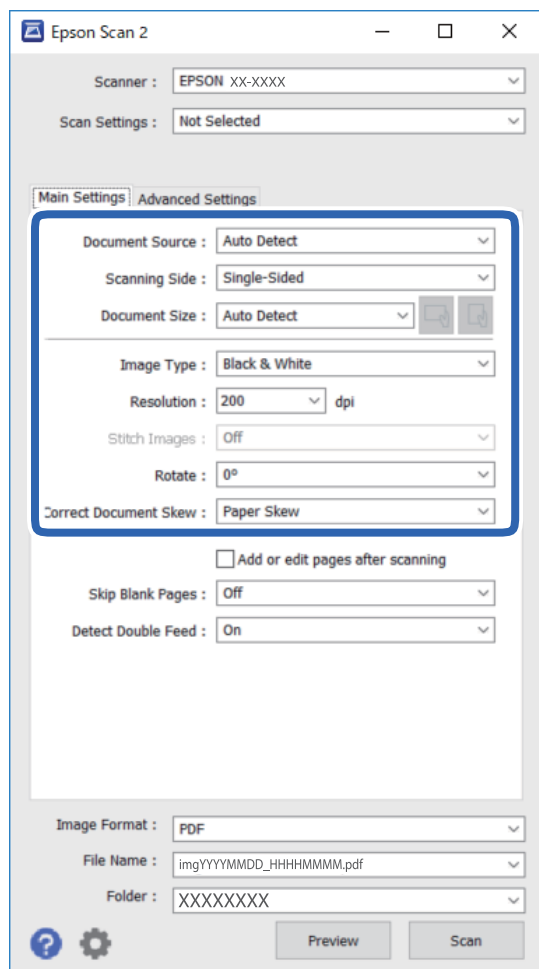 Epson Scan 2
Scanner : EPSON XX-XXXX
Scan Settings : Not Selected
Main Settings Advanced Settings
Document Source : Auto Detect
Scanning Side : Single-Sided
Document Size : Auto Detect
Image Type : Black & White
Resolution : 200 dpi
Stitch Images : Off
Rotate : 0°
Correct Document Skew : Paper Skew
Add or edit pages after scanning
Skip Blank Pages : Off
Detect Double Feed : On
Image Format : PDF
File Name : imgYYYYMMDD_HHHHMMMM.pdf
Folder : XXXXXXXX
? Preview Scan